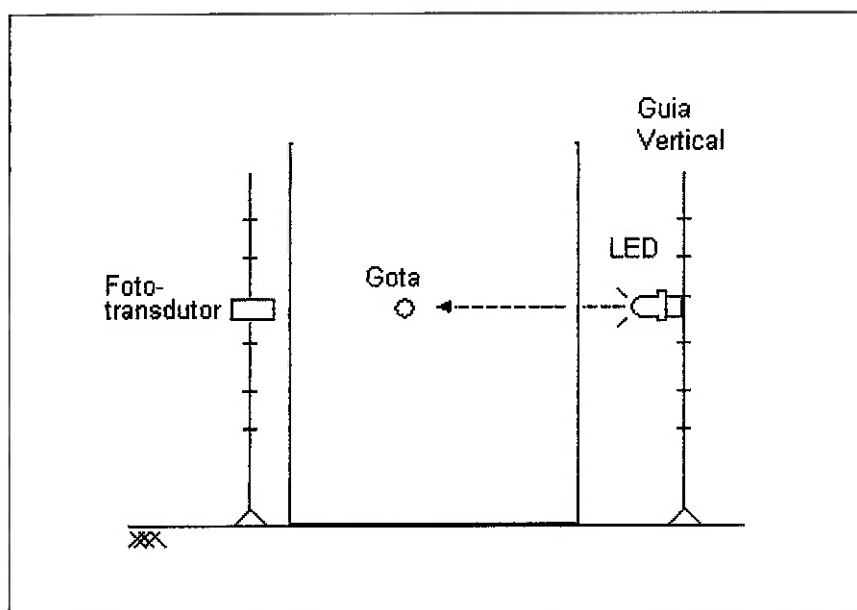 Guia
Vertical
LED
Gota
Foto-
transdutor